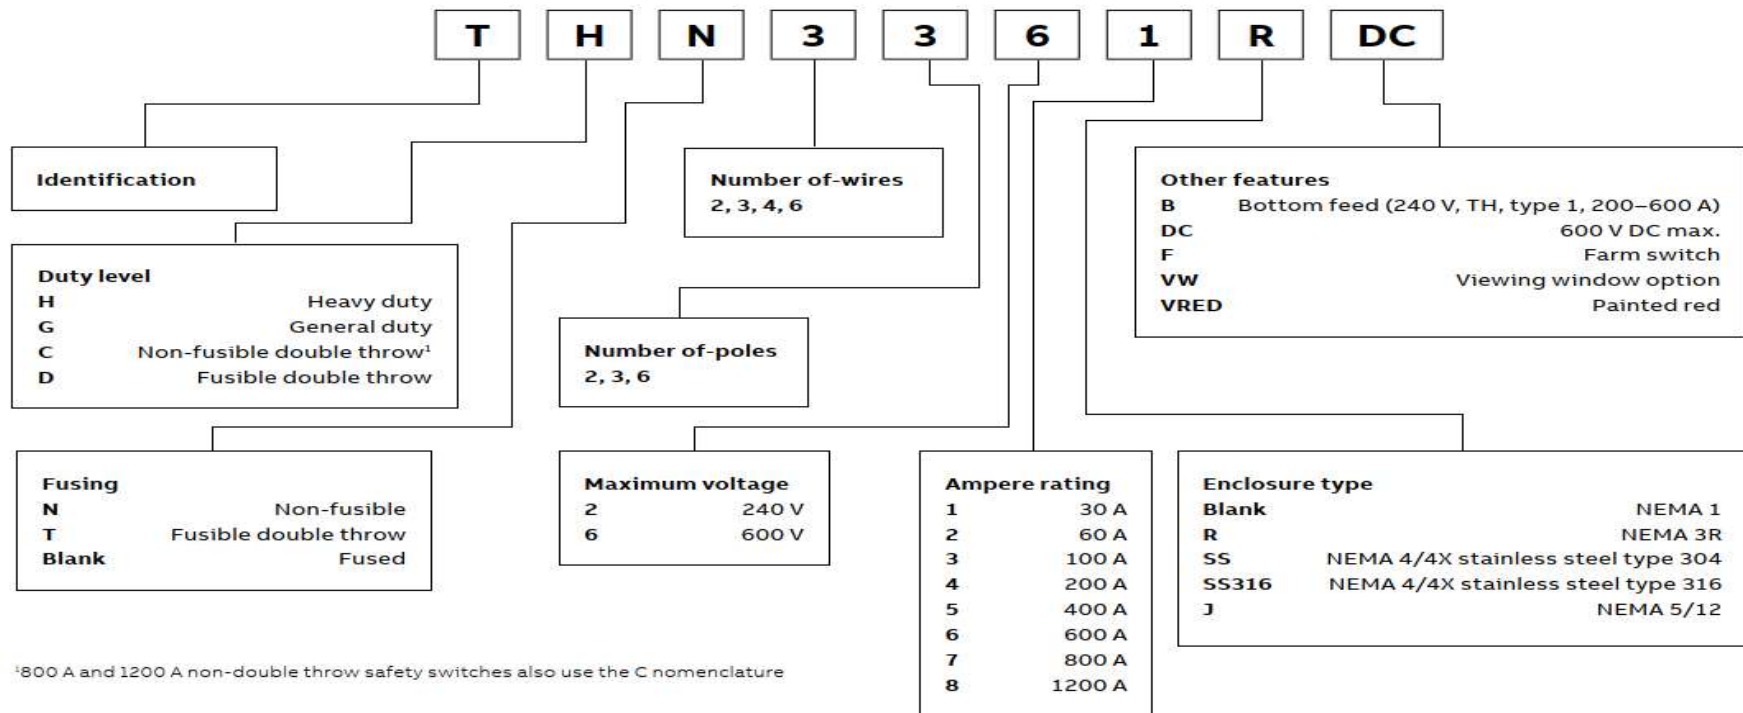 T H N 3 3 6 1 R DC
Identification
Number of-wires
2, 3, 4, 6
Other features
B Bottom feed (240 V, TH, type 1, 200–600 A)
DC 600 V DC max.
F Farm switch
VW Viewing window option
VRED Painted red
Duty level
H Heavy duty
G General duty
C Non-fusible double throw¹
D Fusible double throw
Number of-poles
2, 3, 6
Fusing
N Non-fusible
T Fusible double throw
Blank Fused
Maximum voltage
2 240 V
6 600 V
Ampere rating
1 30 A
2 60 A
3 100 A
4 200 A
5 400 A
6 600 A
7 800 A
8 1200 A
Enclosure type
Blank NEMA 1
R NEMA 3R
SS NEMA 4/4X stainless steel type 304
SS316 NEMA 4/4X stainless steel type 316
J NEMA 5/12
¹800 A and 1200 A non-double throw safety switches also use the C nomenclature